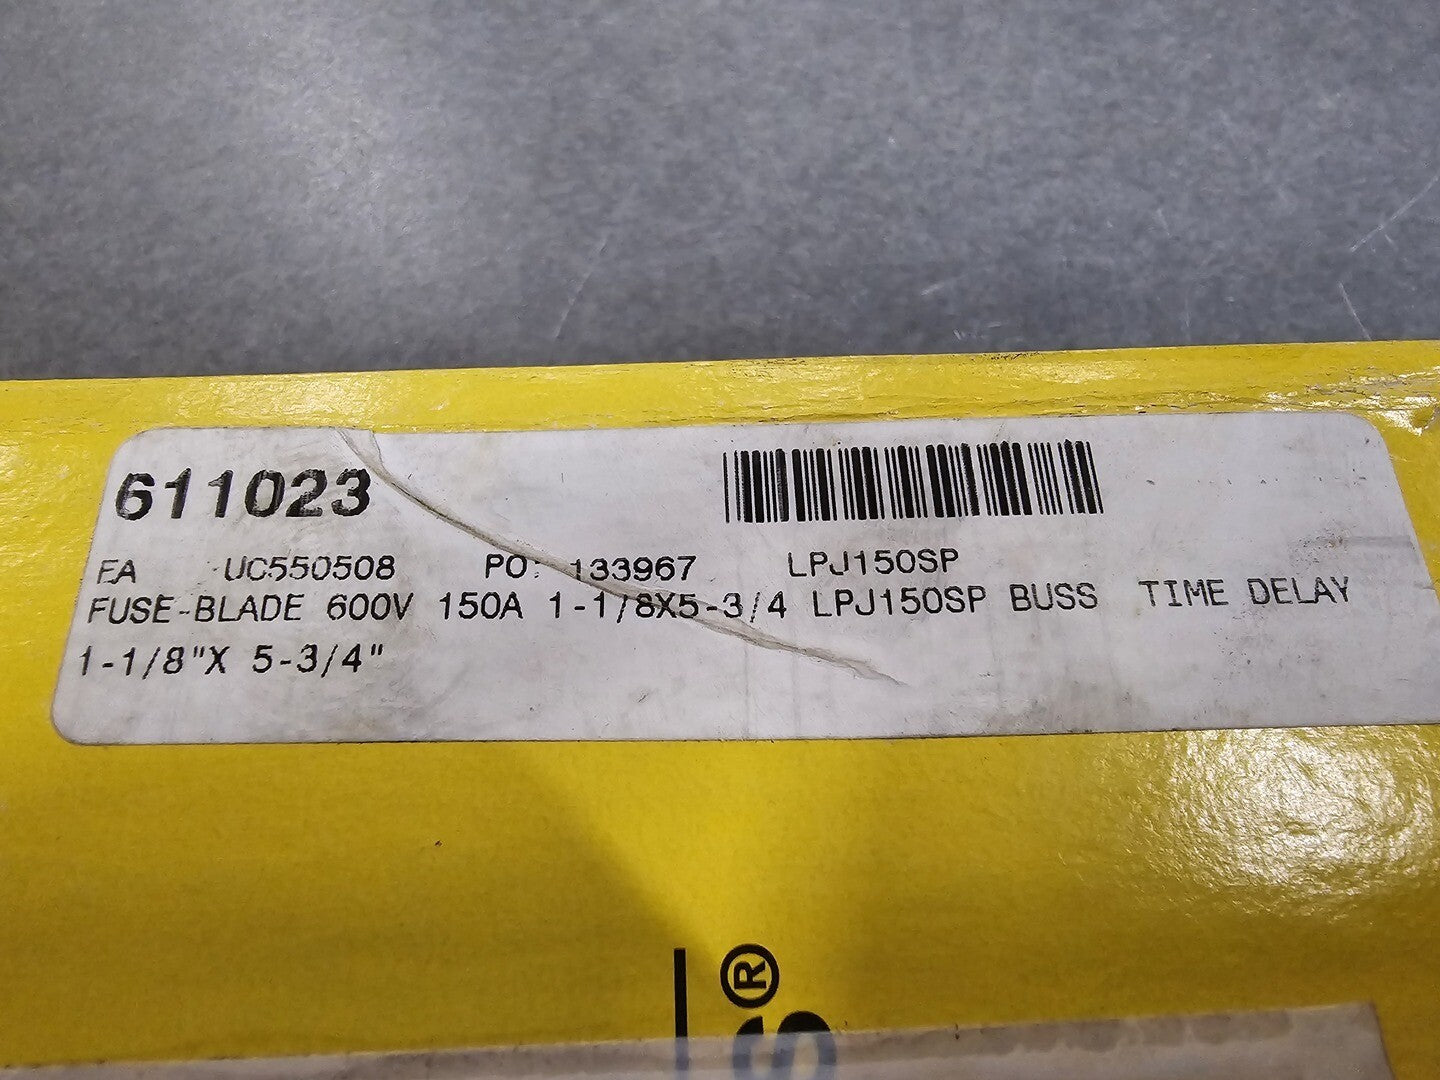 611023
EA UC550508 PO: 133967 LPJ150SP
FUSE-BLADE 600V 150A 1-1/8X5-3/4 LPJ150SP BUSS TIME DELAY
1-1/8"X 5-3/4"
S®